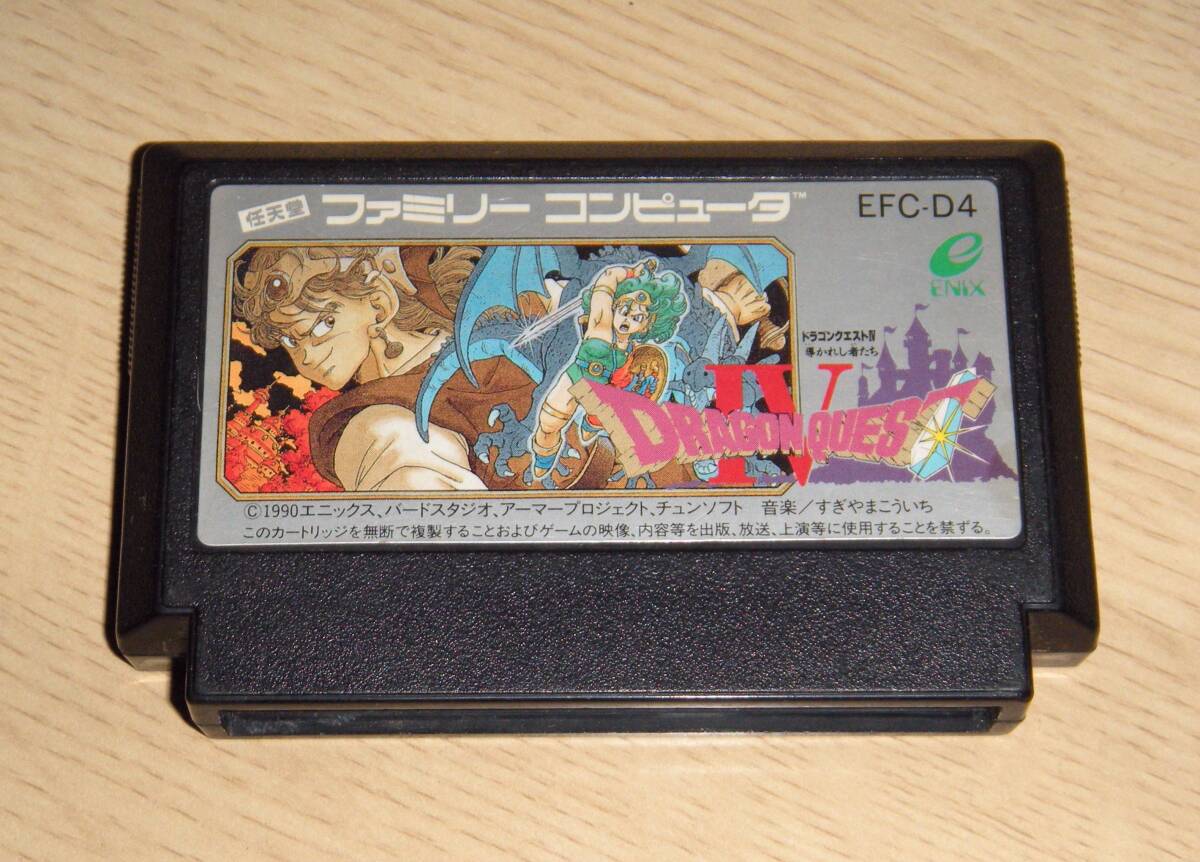 任天堂 ファミリー コンピュータ™ EFC-D4
e
ENIX
ドラゴンクエストIV
導かれし者たち
IV
DRAGON QUEST
©1990エニックス、バードスタジオ、アーマープロジェクト、チュンソフト 音楽／すぎやまこういち
このカートリッジを無断で複製することおよびゲームの映像、内容等を出版、放送、上演等に使用することを禁ずる。